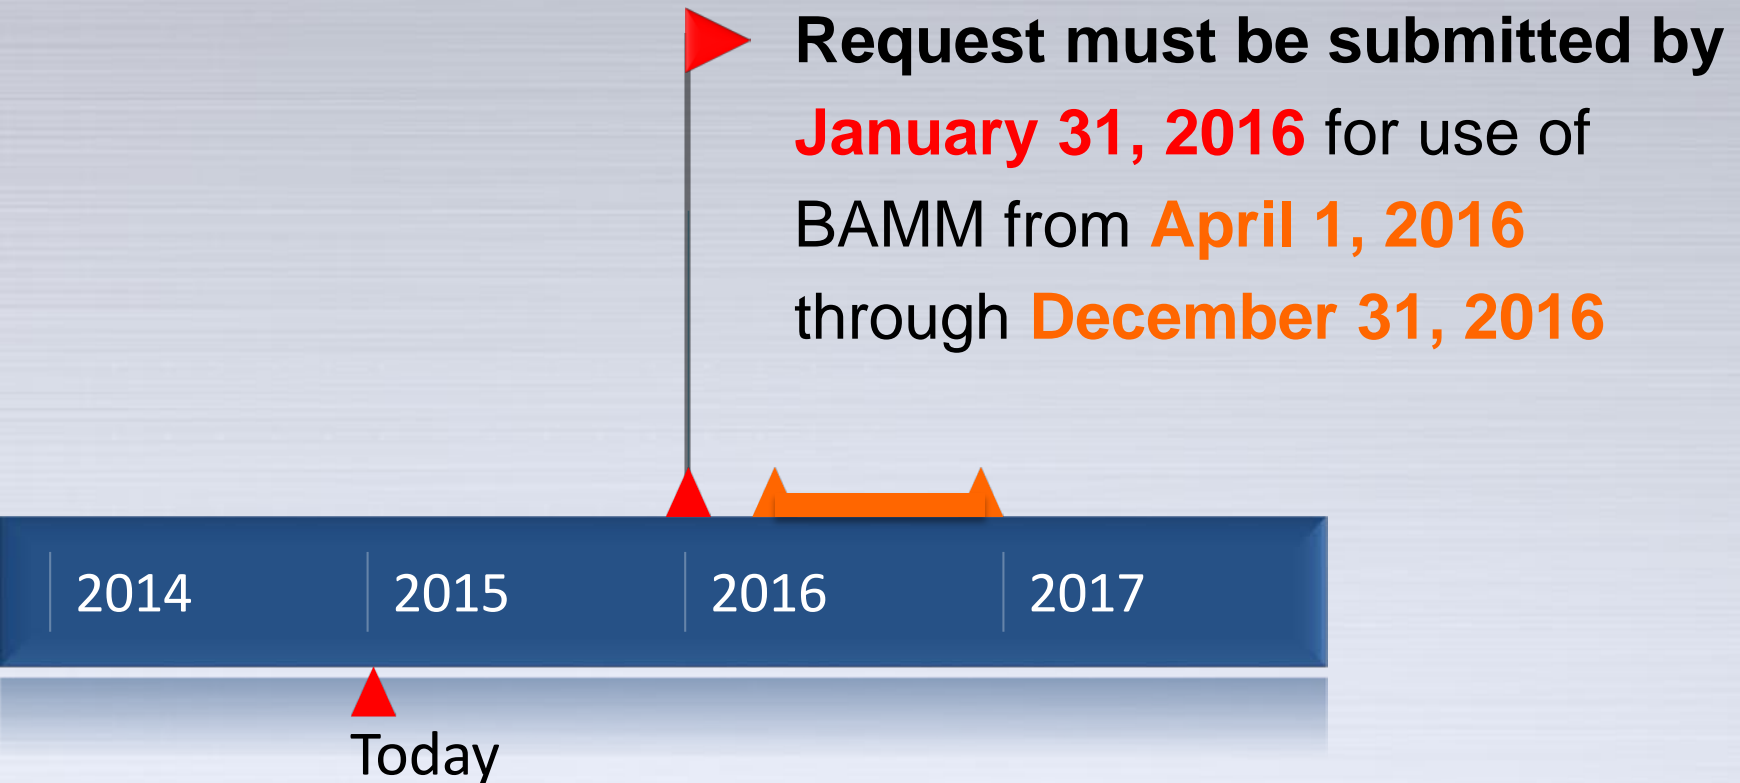 Request must be submitted by
January 31, 2016 for use of
BAMM from April 1, 2016
through December 31, 2016
2014 2015 2016 2017
Today